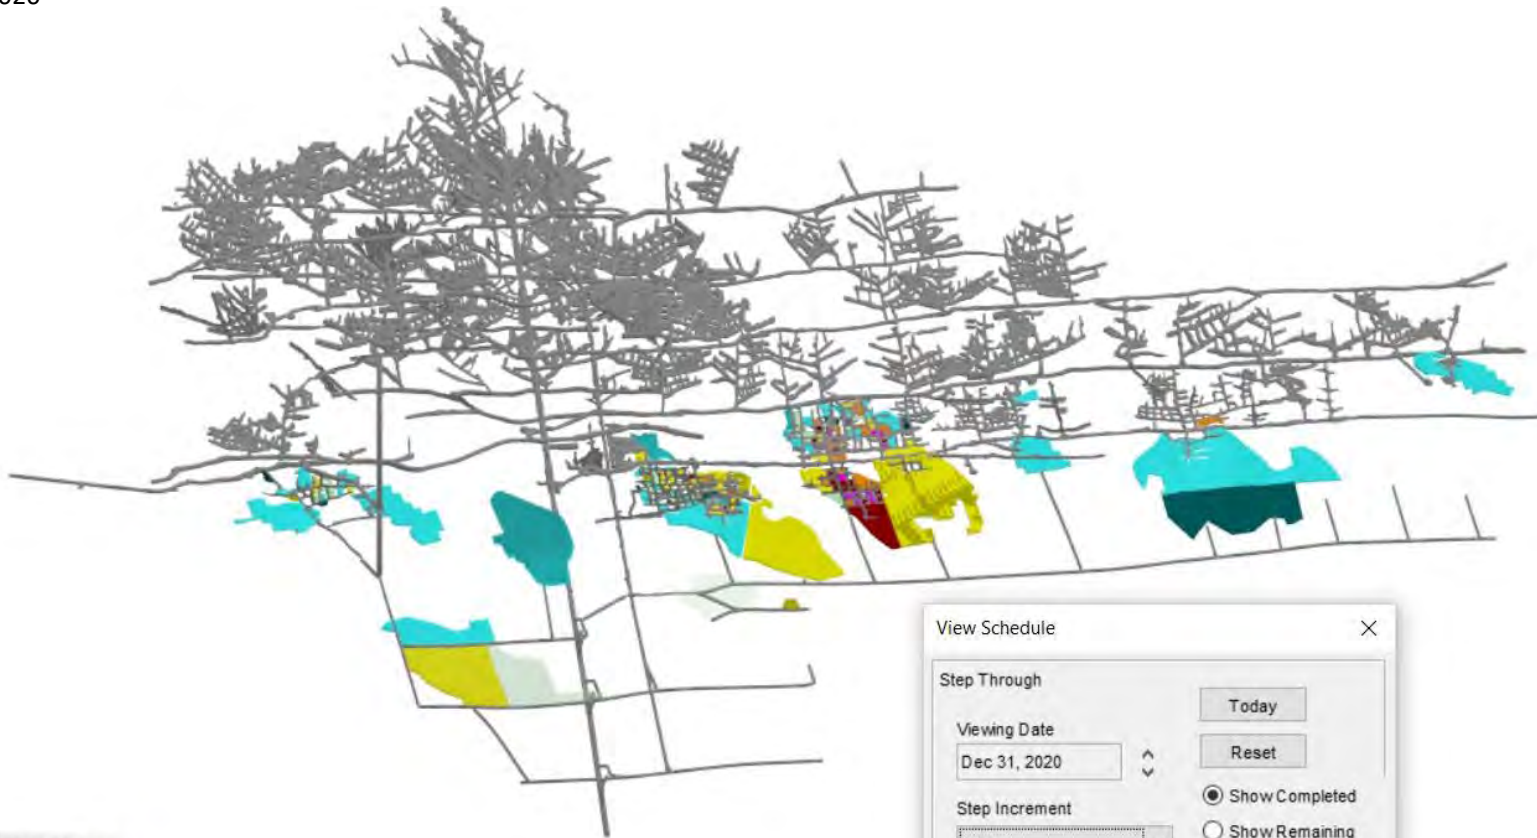 View Schedule
Step Through
Today
Viewing Date
Dec 31, 2020
Reset
Step Increment
Show Completed
Show Remaining